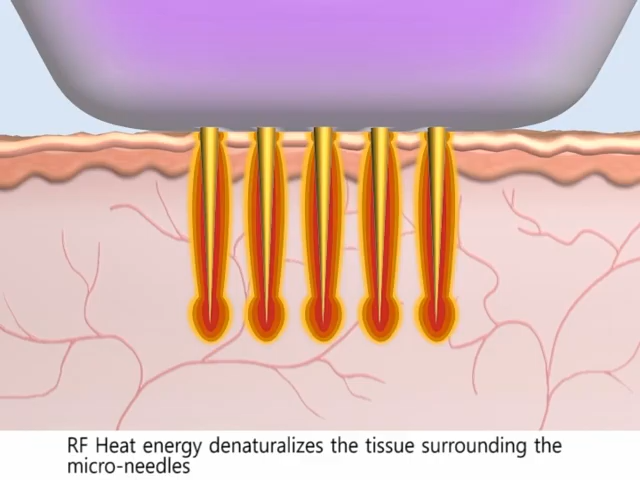 RF Heat energy denaturalizes the tissue surrounding the
micro-needles